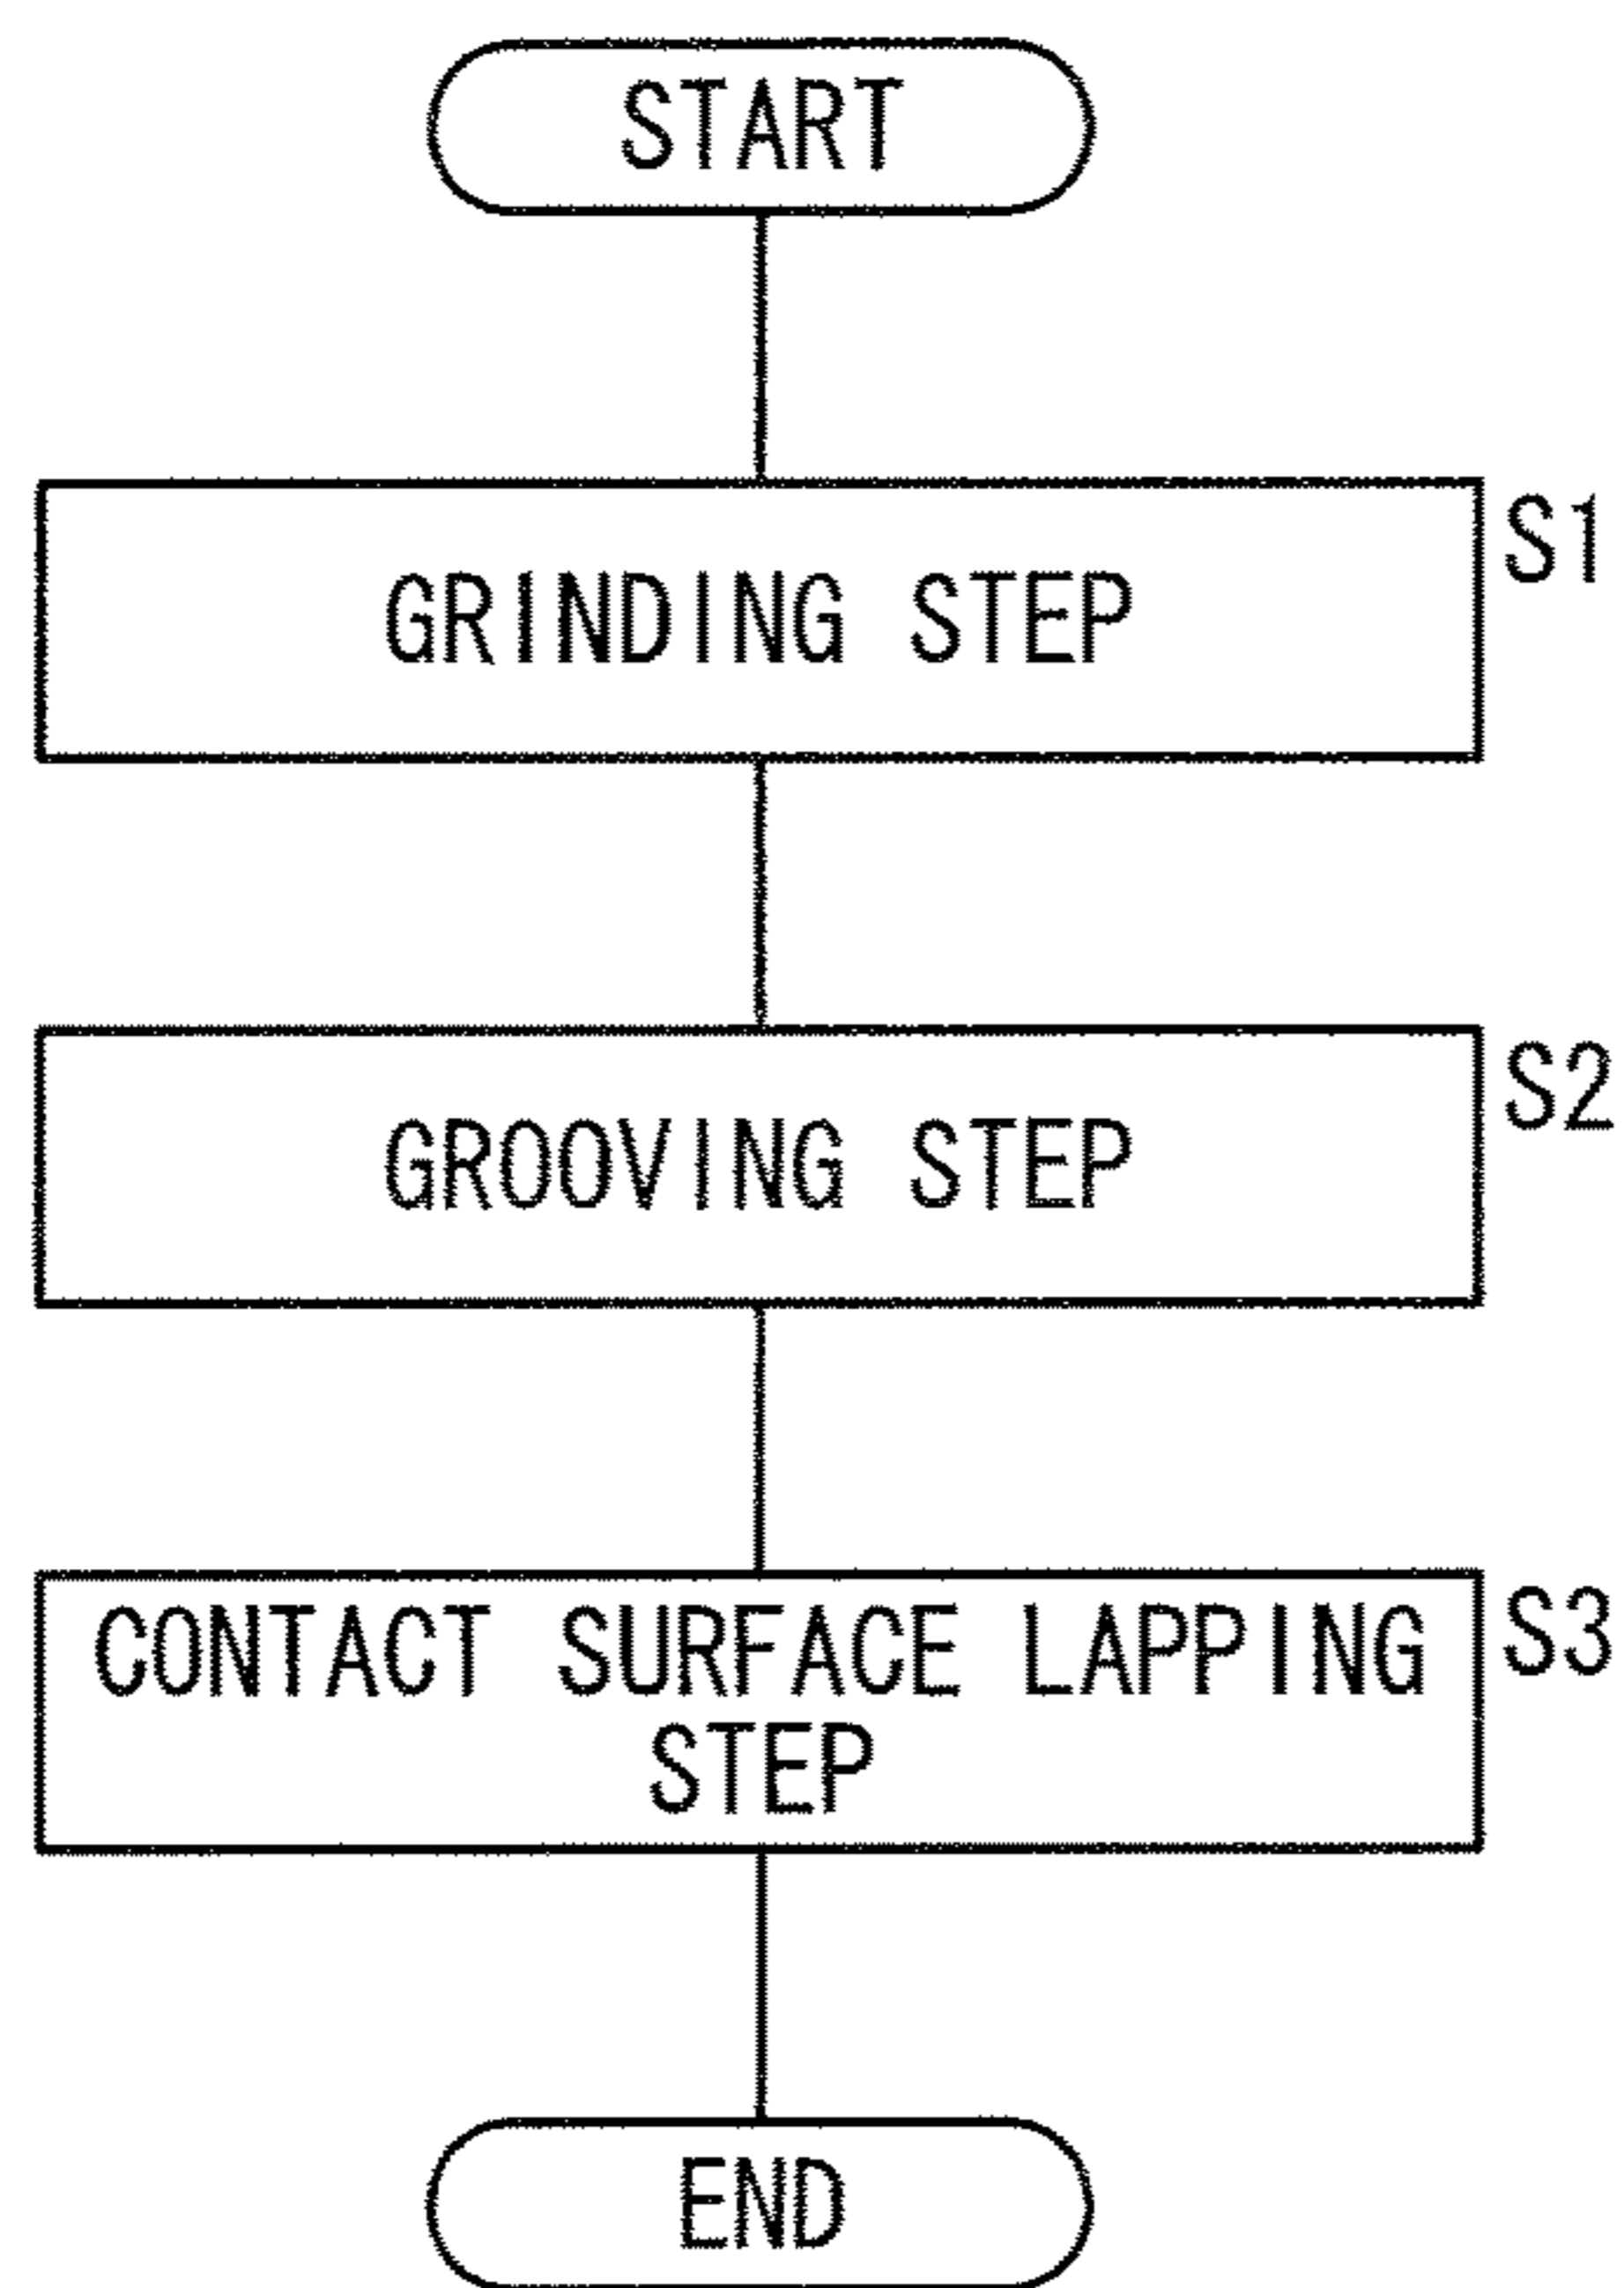 START
GRINDING STEP
S1
GROOVING STEP
S2
CONTACT SURFACE LAPPING
S3
STEP
END